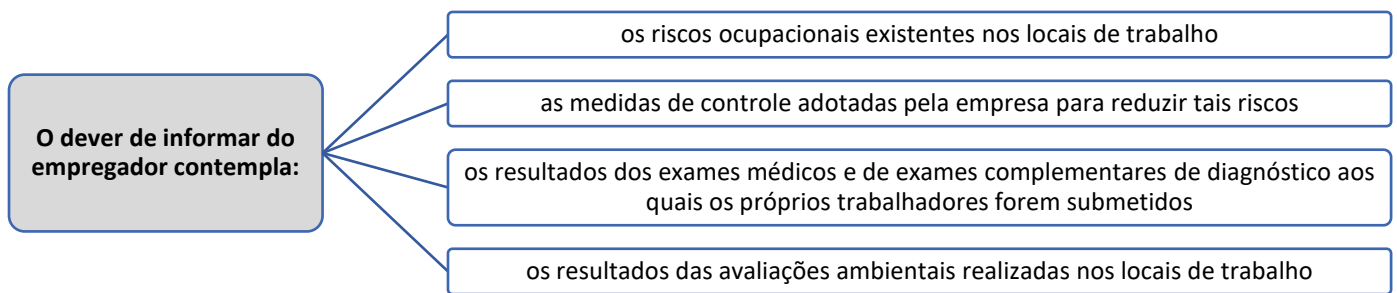 os riscos ocupacionais existentes nos locais de trabalho
as medidas de controle adotadas pela empresa para reduzir tais riscos
O dever de informar do
empregador contempla:
os resultados dos exames médicos e de exames complementares de diagnóstico aos
quais os próprios trabalhadores forem submetidos
os resultados das avaliações ambientais realizadas nos locais de trabalho